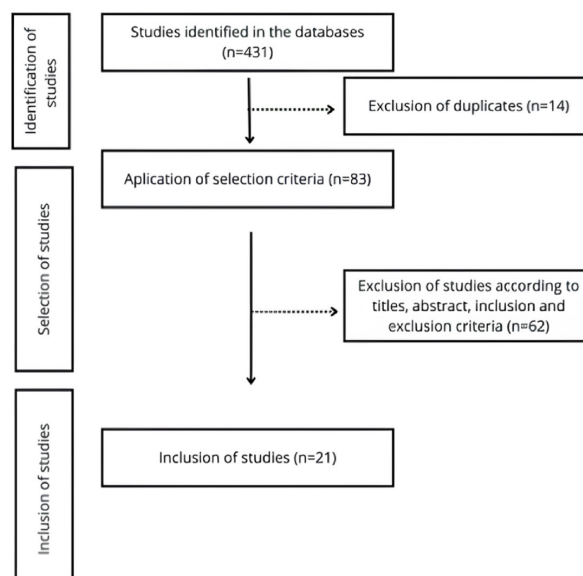 Identification of
studies
Studies identified in the databases
(n=431)
Exclusion of duplicates (n=14)
Selection of studies
Aplication of selection criteria (n=83)
Exclusion of studies according to
titles, abstract, inclusion and
exclusion criteria (n=62)
Inclusion of studies
Inclusion of studies (n=21)